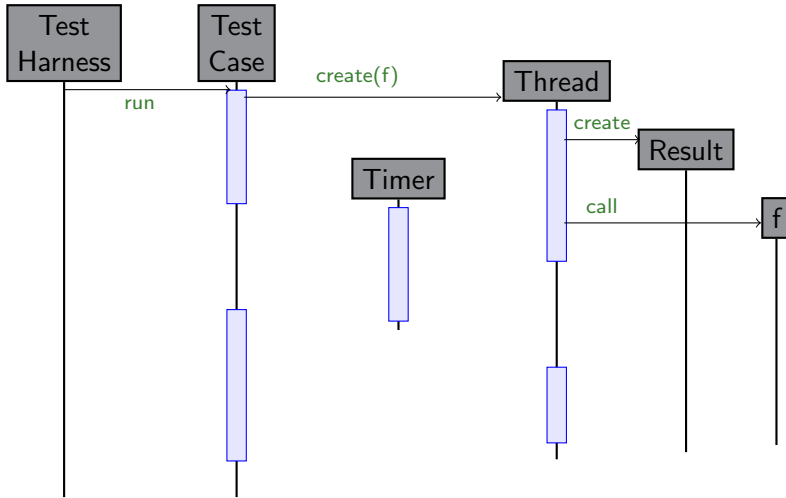 Test
Harness
Test
Case
create(f)
Thread
run
create
Result
Timer
call
f